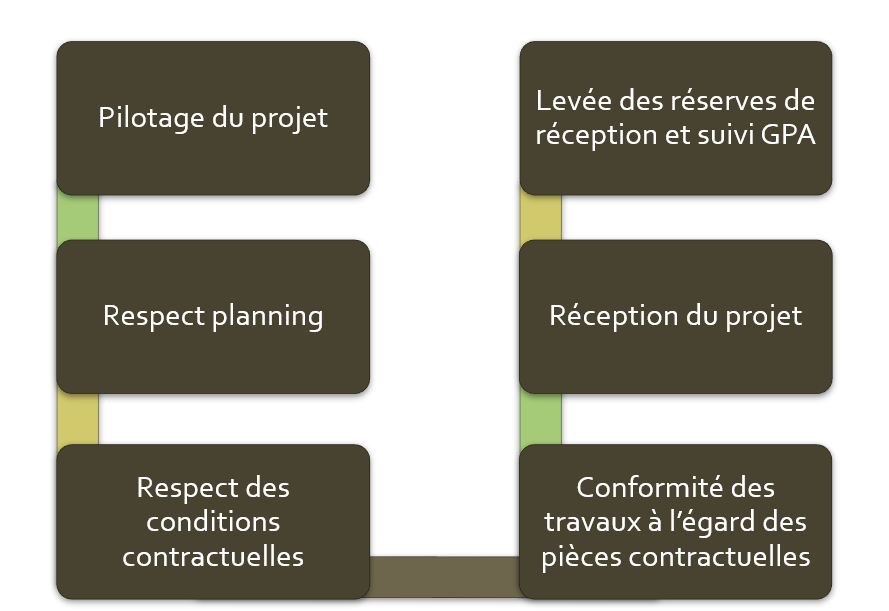 Pilotage du projet
Respect planning
Respect des
conditions
contractuelles
Conformité des
travaux à l'égard des
pièces contractuelles
Réception du projet
Levée des réserves de
réception et suivi GPA